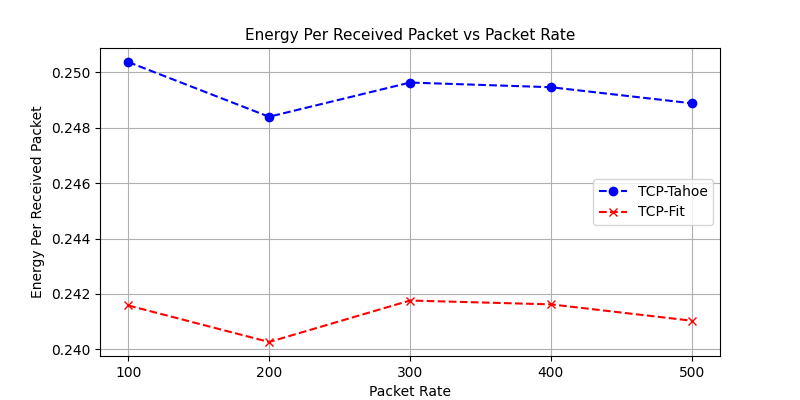 Energy Per Received Packet vs Packet Rate
Energy Per Received Packet
0.250
0.248
0.246
0.244
0.242
0.240
TCP-Tahoe
TCP-Fit
100 200 300 400 500
Packet Rate